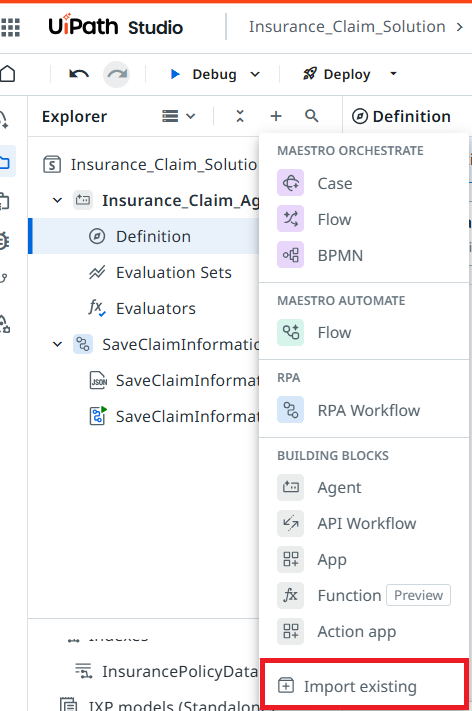 UiPath Studio
Insurance_Claim_Solution
Debug
Deploy
Explorer
Definition
Insurance_Claim_Solutio
Insurance_Claim_Ag
Definition
Evaluation Sets
Evaluators
SaveClaimInformatio
SaveClaimInformat
SaveClaimInformat
Indexes
InsurancePolicyData
IXP models (Standalone)
MAESTRO ORCHESTRATE
Case
Flow
BPMN
MAESTRO AUTOMATE
Flow
RPA
RPA Workflow
BUILDING BLOCKS
Agent
API Workflow
App
Function Preview
Action app
Import existing